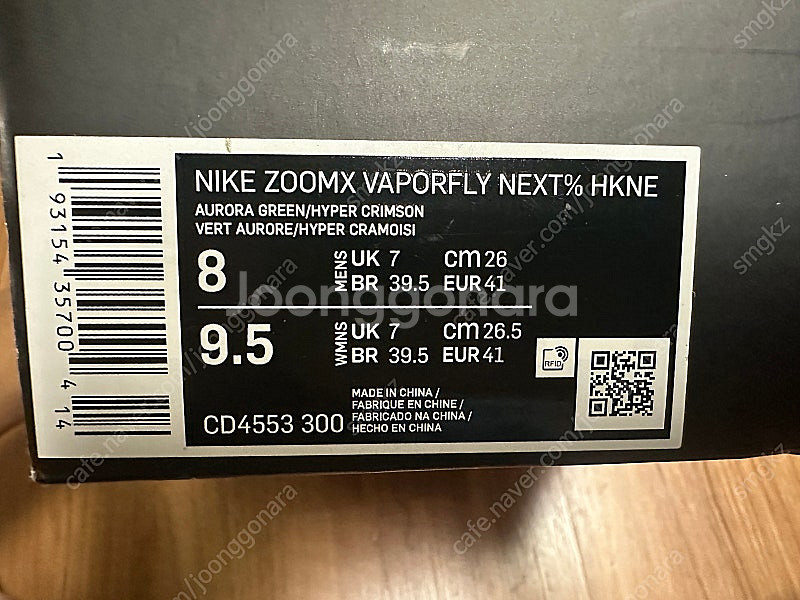 NIKE ZOOMX VAPORFLY NEXT% HKNE
AURORA GREEN/HYPER CRIMSON
VERT AURORE/HYPER CRAMOISI
8 MENS UK 7 cm 26
BR 39.5 EUR 41
9.5 WMNS UK 7 cm 26.5
BR 39.5 EUR 41
RFID
CD4553 300
MADE IN CHINA /
FABRIQUE EN CHINE /
FABRICADO NA CHINA /
HECHO EN CHINA
1 93154 35700 4 14
Joonggonara
cafe.naver.com/joonggonara
smgkz